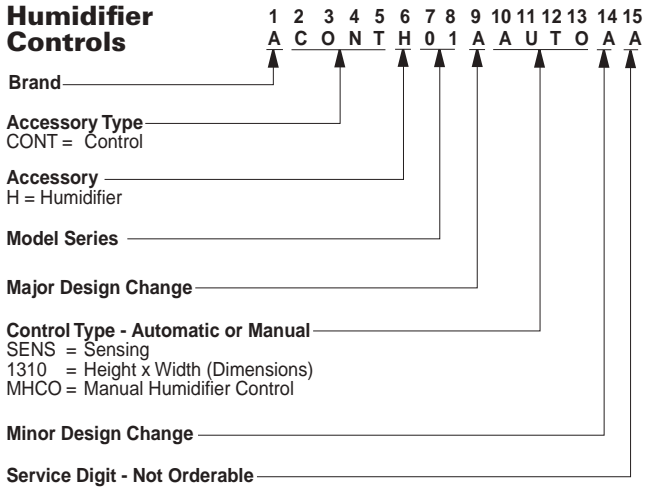 Humidifier Controls
1 2 3 4 5 6 7 8 9 10 11 12 13 14 15
A C O N T H 0 1 A A U T O A A
Brand
Accessory Type
CONT = Control
Accessory
H = Humidifier
Model Series
Major Design Change
Control Type - Automatic or Manual
SENS = Sensing
1310 = Height x Width (Dimensions)
MHCO = Manual Humidifier Control
Minor Design Change
Service Digit - Not Orderable